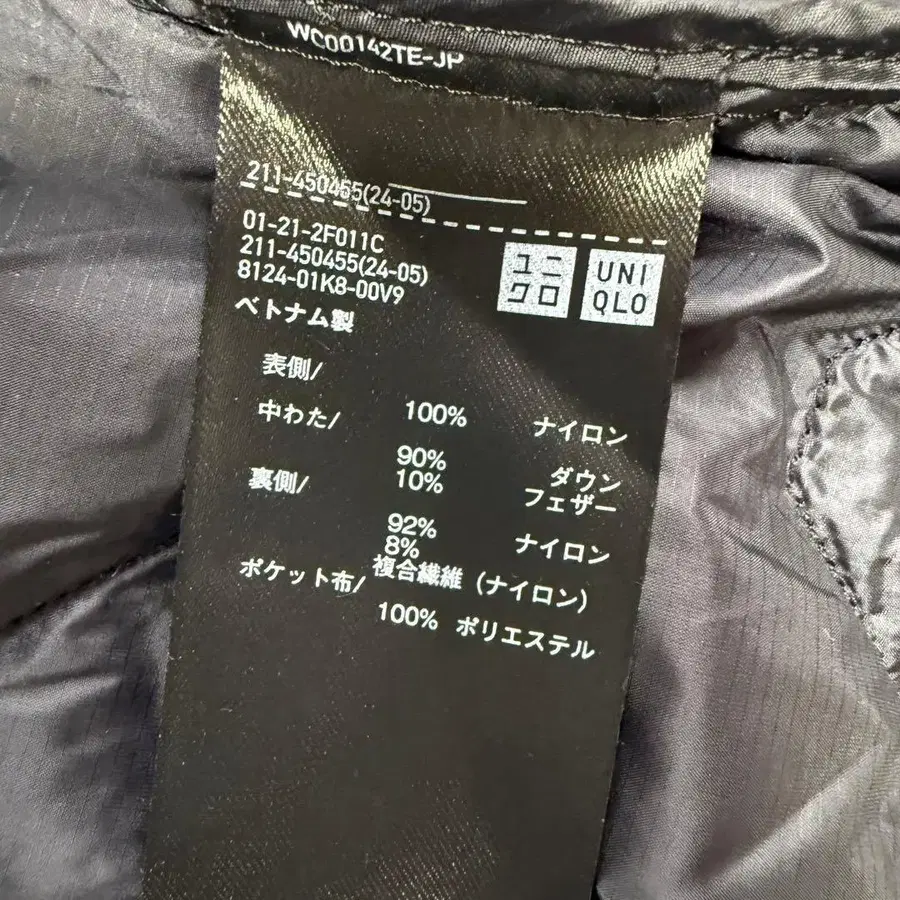 WC00142TE-JP
211-450455(24-05)
01-21-2F011C
211-450455(24-05)
8124-01K8-00V9
ユニクロ
UNIQLO
ベトナム製
表側/
100% ナイロン
中わた/
90% ダウン
10% フェザー
裏側/
92% ナイロン
8%
複合繊維 (ナイロン)
ポケット布/
100% ポリエステル